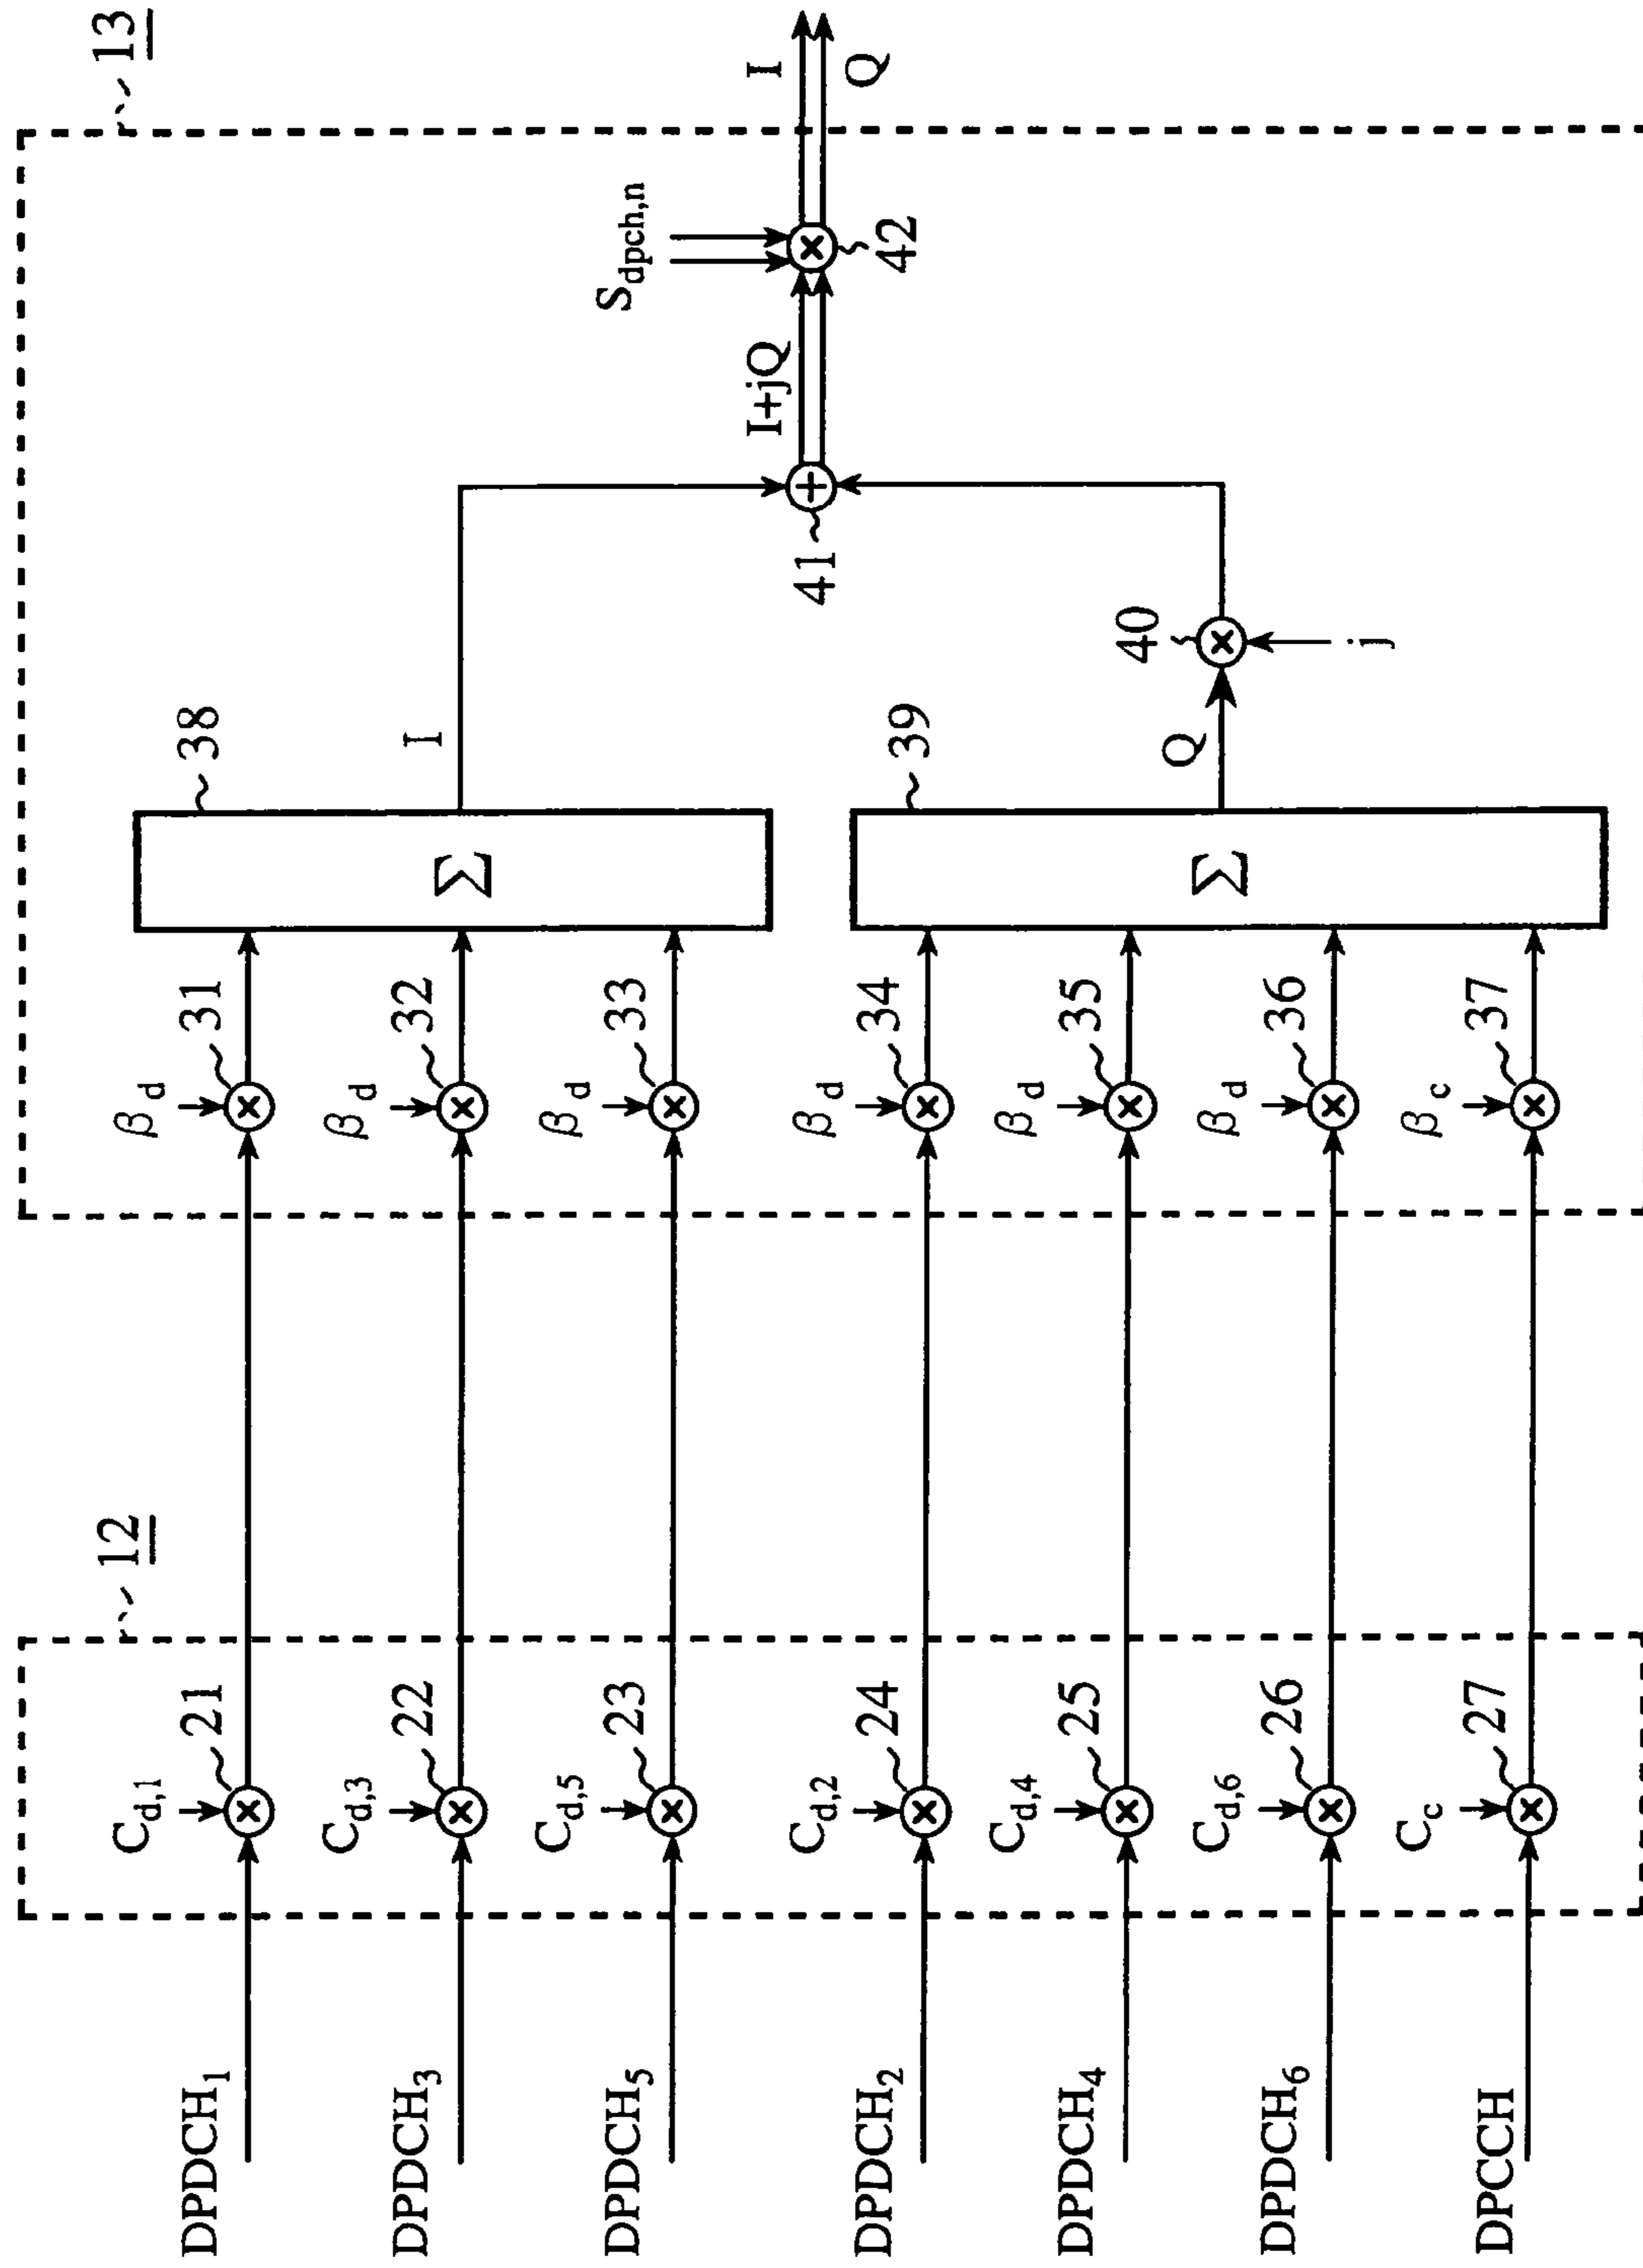 DPDCH1
DPDCH3
DPDCH5
DPDCH2
DPDCH4
DPDCH6
DPCCH
12
Cd,1
21
Cd,3
22
Cd,5
23
Cd,2
24
Cd,4
25
Cd,6
26
Cc
27
13
βd
31
βd
32
βd
33
βd
34
βd
35
βd
36
βc
37
Σ
38
Σ
39
I
Q
40
j
41
I+jQ
Sdpch,n
42
I
Q